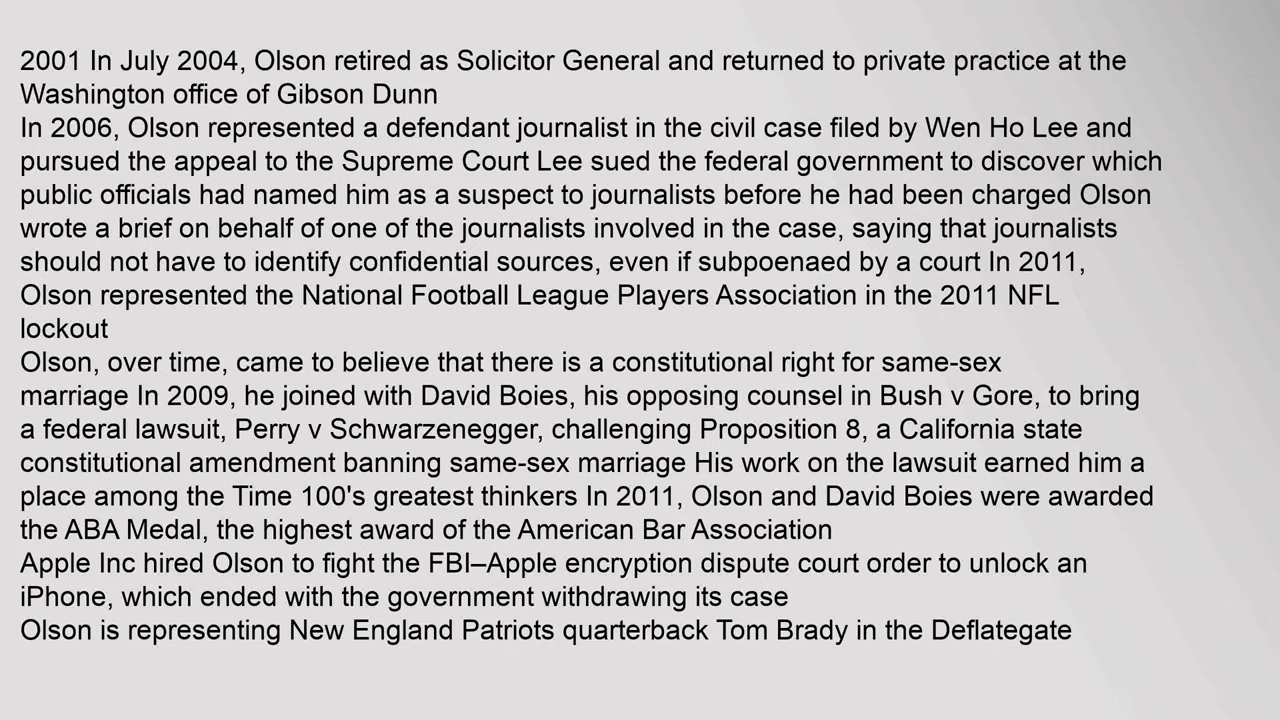 2001 In July 2004, Olson retired as Solicitor General and returned to private practice at the
Washington office of Gibson Dunn
In 2006, Olson represented a defendant journalist in the civil case filed by Wen Ho Lee and
pursued the appeal to the Supreme Court Lee sued the federal government to discover which
public officials had named him as a suspect to journalists before he had been charged Olson
wrote a brief on behalf of one of the journalists involved in the case, saying that journalists
should not have to identify confidential sources, even if subpoenaed by a court In 2011,
Olson represented the National Football League Players Association in the 2011 NFL
lockout
Olson, over time, came to believe that there is a constitutional right for same-sex
marriage In 2009, he joined with David Boies, his opposing counsel in Bush v Gore, to bring
a federal lawsuit, Perry v Schwarzenegger, challenging Proposition 8, a California state
constitutional amendment banning same-sex marriage His work on the lawsuit earned him a
place among the Time 100's greatest thinkers In 2011, Olson and David Boies were awarded
the ABA Medal, the highest award of the American Bar Association
Apple Inc hired Olson to fight the FBI–Apple encryption dispute court order to unlock an
iPhone, which ended with the government withdrawing its case
Olson is representing New England Patriots quarterback Tom Brady in the Deflategate